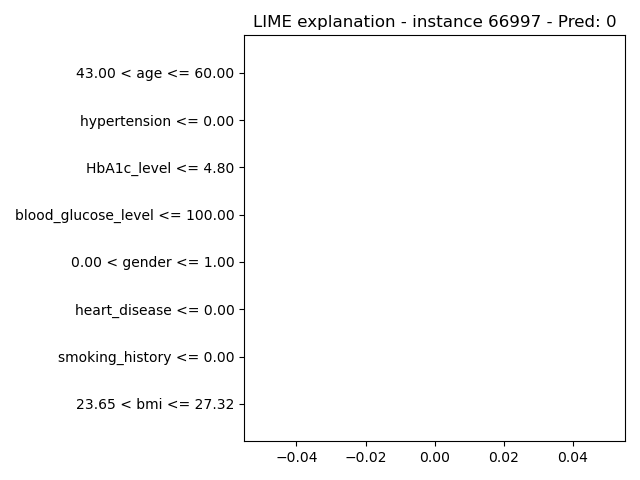 LIME explanation - instance 66997 - Pred: 0
43.00 < age <= 60.00
hypertension <= 0.00
HbA1c_level <= 4.80
blood_glucose_level <= 100.00
0.00 < gender <= 1.00
heart_disease <= 0.00
smoking_history <= 0.00
23.65 < bmi <= 27.32
−0.04 −0.02 0.00 0.02 0.04